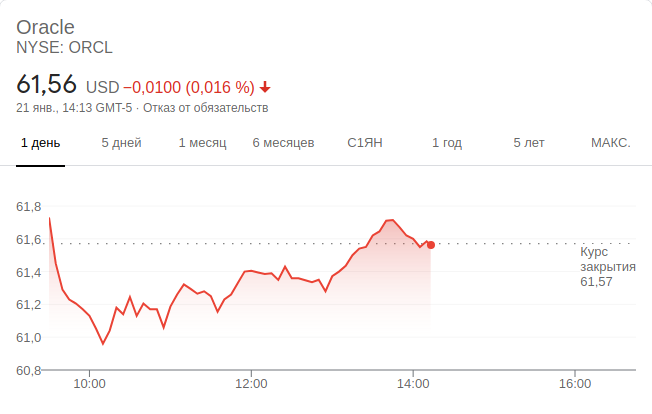 Oracle
NYSE: ORCL
61,56 USD −0,0100 (0,016 %)
21 янв., 14:13 GMT-5 · Отказ от обязательств
1 день 5 дней 1 месяц 6 месяцев С1ЯН 1 год 5 лет МАКС.
61,8
61,6
61,4
61,2
61,0
60,8
Курс
закрытия
61,57
10:00 12:00 14:00 16:00